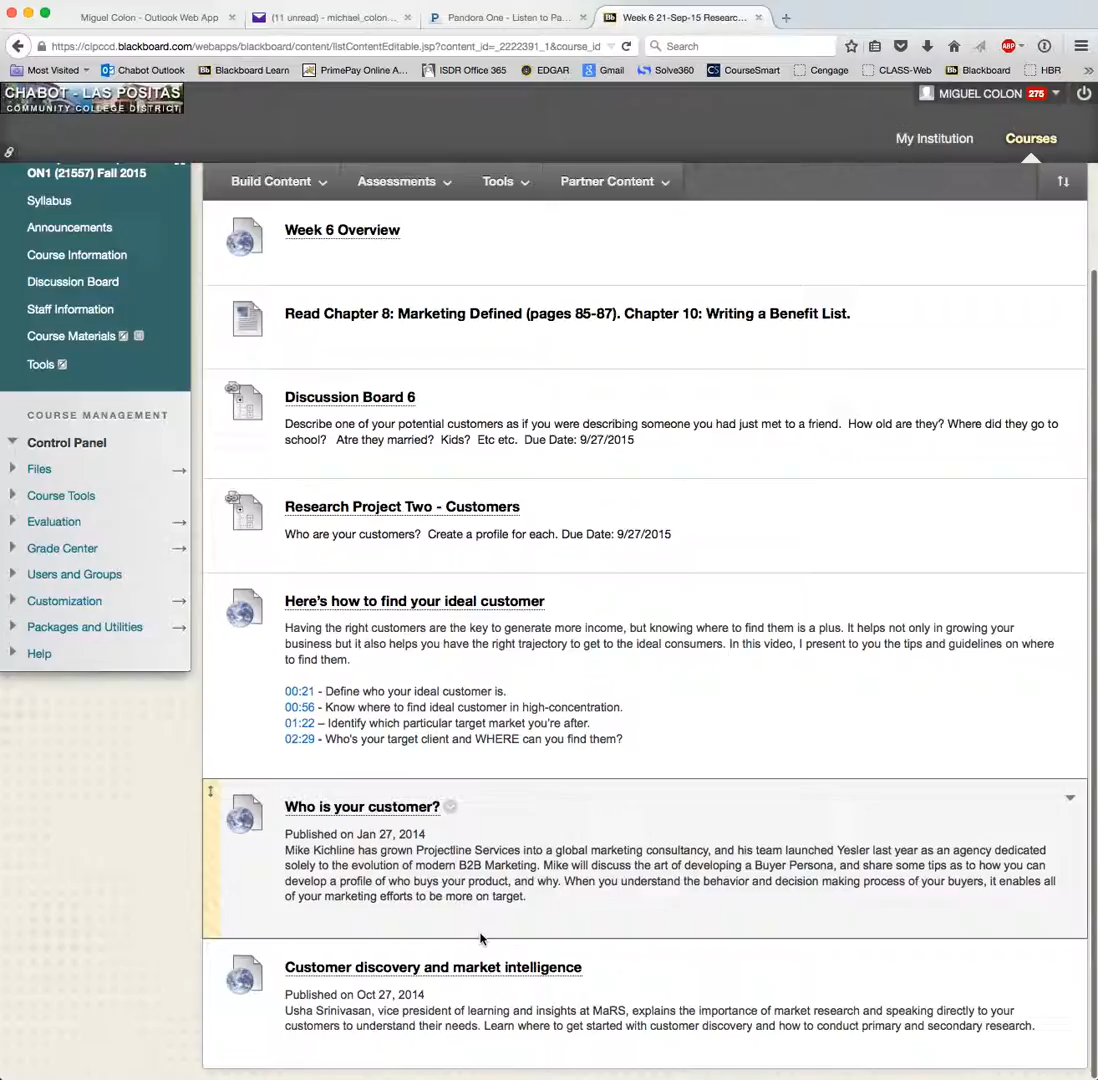 Miguel Colon - Outlook Web App
(11 unread) - michael_colon...
Pandora One - Listen to Pa...
Bb Week 6 21-Sep-15 Researc...
https://clpccd.blackboard.com/webapps/blackboard/content/listContentEditable.jsp?content_id=_2222391_1&course_id
Search
ABP
Most Visited
Chabot Outlook
Bb Blackboard Learn
PrimePay Online A...
ISDR Office 365
EDGAR
Gmail
Solve360
CS CourseSmart
Cengage
CLASS-Web
Bb Blackboard
HBR
CHABOT - LAS POSITAS
COMMUNITY COLLEGE DISTRICT
MIGUEL COLON 275
My Institution
Courses
ON1 (21557) Fall 2015
Syllabus
Announcements
Course Information
Discussion Board
Staff Information
Course Materials
Tools
COURSE MANAGEMENT
Control Panel
Files
Course Tools
Evaluation
Grade Center
Users and Groups
Customization
Packages and Utilities
Help
Build Content
Assessments
Tools
Partner Content
Week 6 Overview
Read Chapter 8: Marketing Defined (pages 85-87). Chapter 10: Writing a Benefit List.
Discussion Board 6
Describe one of your potential customers as if you were describing someone you had just met to a friend. How old are they? Where did they go to
school? Atre they married? Kids? Etc etc. Due Date: 9/27/2015
Research Project Two - Customers
Who are your customers? Create a profile for each. Due Date: 9/27/2015
Here's how to find your ideal customer
Having the right customers are the key to generate more income, but knowing where to find them is a plus. It helps not only in growing your
business but it also helps you have the right trajectory to get to the ideal consumers. In this video, I present to you the tips and guidelines on where
to find them.
00:21 - Define who your ideal customer is.
00:56 - Know where to find ideal customer in high-concentration.
01:22 – Identify which particular target market you're after.
02:29 - Who's your target client and WHERE can you find them?
Who is your customer?
Published on Jan 27, 2014
Mike Kichline has grown Projectline Services into a global marketing consultancy, and his team launched Yesler last year as an agency dedicated
solely to the evolution of modern B2B Marketing. Mike will discuss the art of developing a Buyer Persona, and share some tips as to how you can
develop a profile of who buys your product, and why. When you understand the behavior and decision making process of your buyers, it enables all
of your marketing efforts to be more on target.
Customer discovery and market intelligence
Published on Oct 27, 2014
Usha Srinivasan, vice president of learning and insights at MaRS, explains the importance of market research and speaking directly to your
customers to understand their needs. Learn where to get started with customer discovery and how to conduct primary and secondary research.